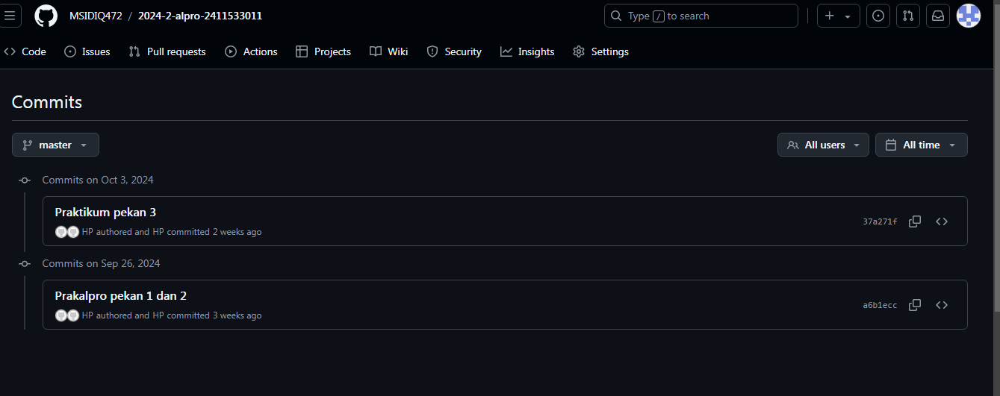 MSIDIQ472 / 2024-2-alpro-2411533011 Type / to search
Code Issues Pull requests Actions Projects Wiki Security Insights Settings
Commits
master All users All time
Commits on Oct 3, 2024
Praktikum pekan 3
HP authored and HP committed 2 weeks ago 37a271f
Commits on Sep 26, 2024
Prakalpro pekan 1 dan 2
HP authored and HP committed 3 weeks ago a6b1ecc